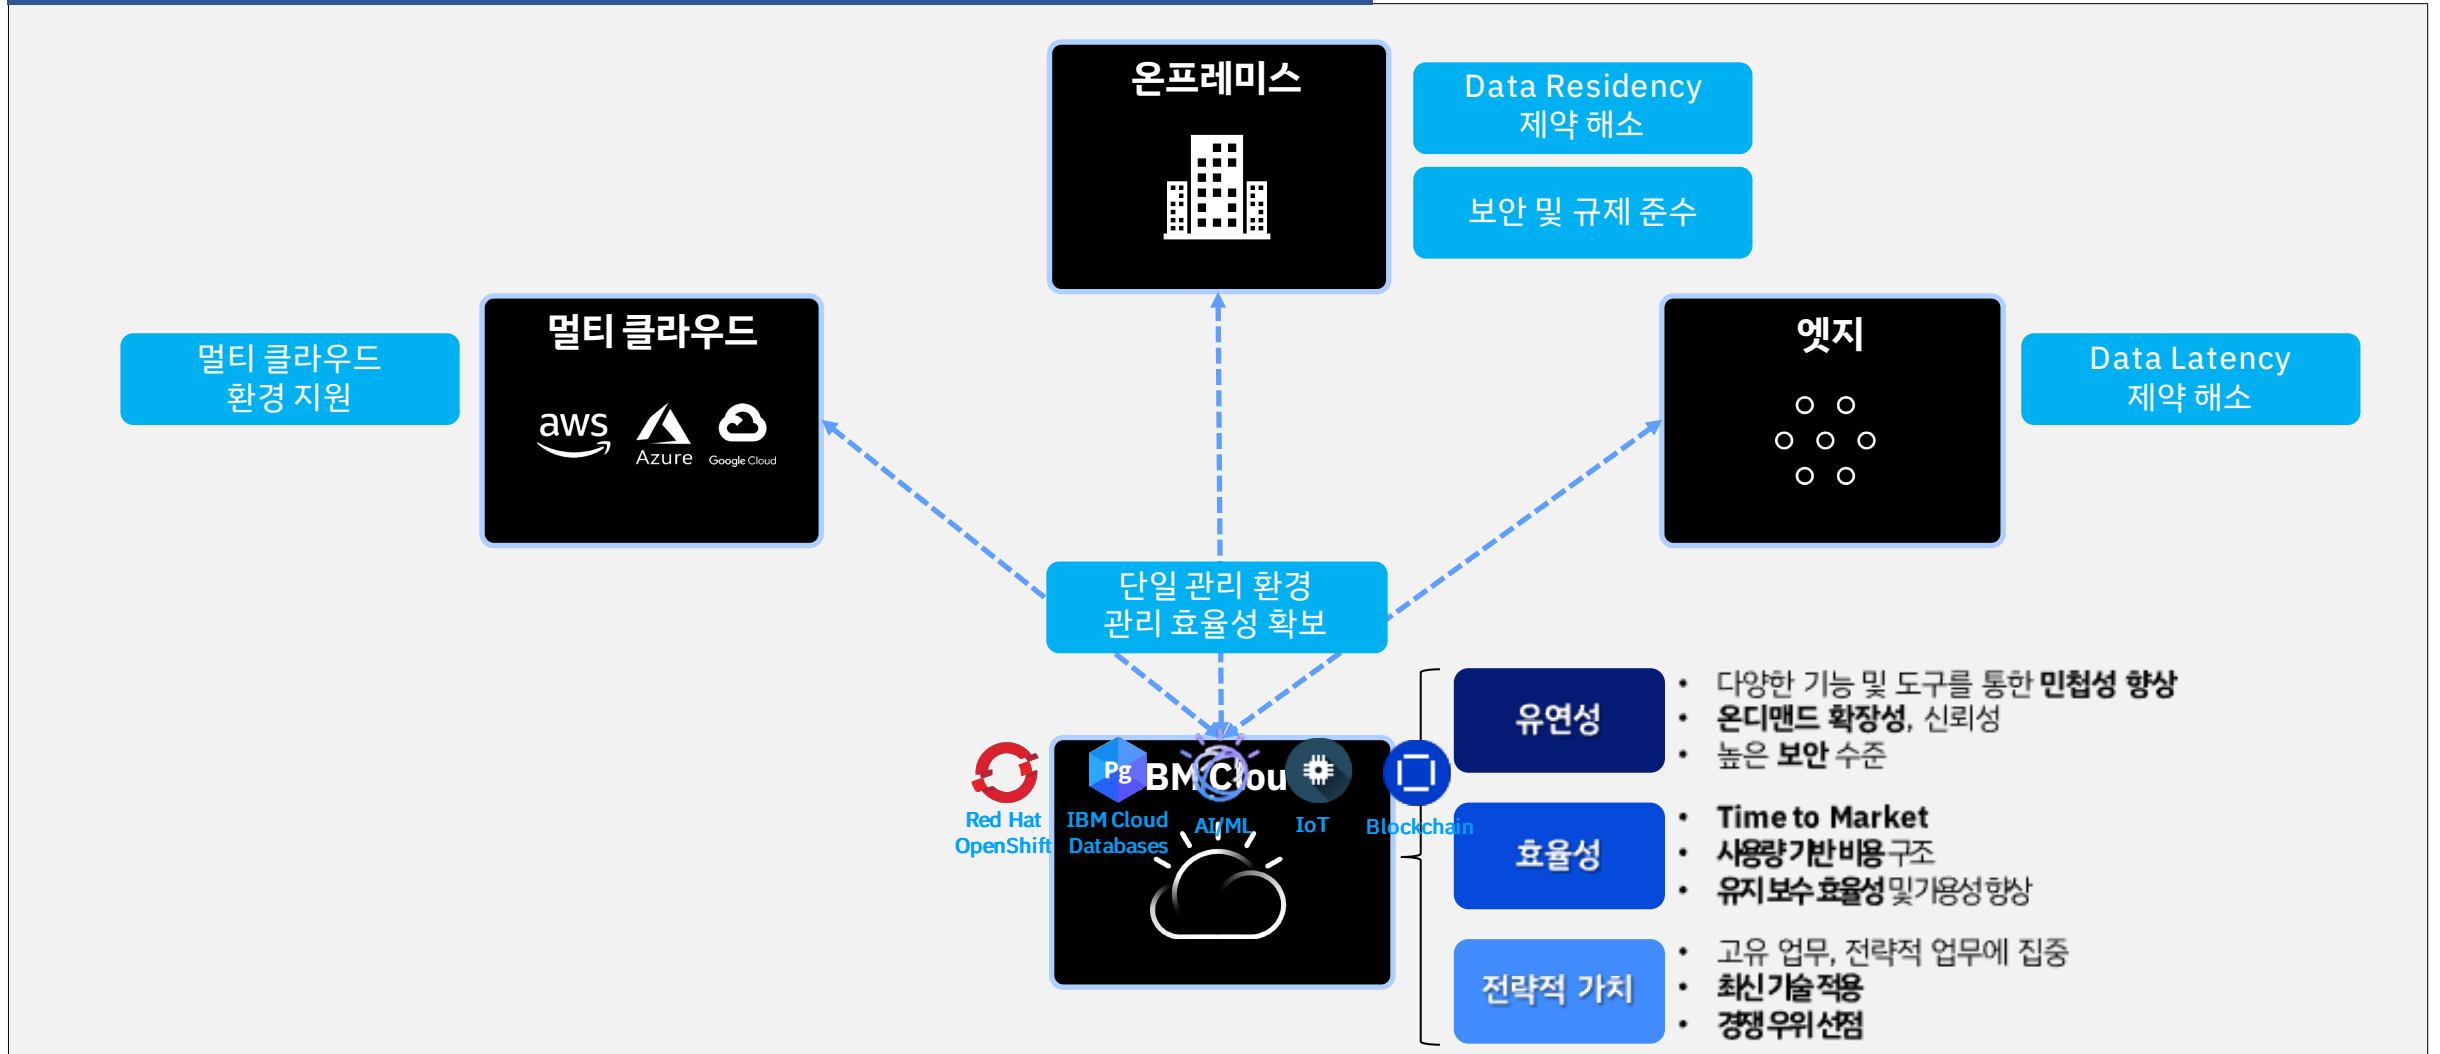 온프레미스
Data Residency
제약 해소
보안 및 규제 준수
멀티 클라우드
환경 지원
멀티 클라우드
aws
Azure
Google Cloud
엣지
Data Latency
제약 해소
단일 관리 환경
관리 효율성 확보
Pg
IBM Clou
Red Hat
OpenShift
IBM Cloud
Databases
AI/ML
IoT
Blockchain
유연성
• 다양한 기능 및 도구를 통한 민첩성 향상
• 온디맨드 확장성, 신뢰성
• 높은 보안 수준
효율성
• Time to Market
• 사용량 기반 비용 구조
• 유지 보수 효율성 및 가용성 향상
전략적 가치
• 고유 업무, 전략적 업무에 집중
• 최신 기술 적용
• 경쟁 우위 선점